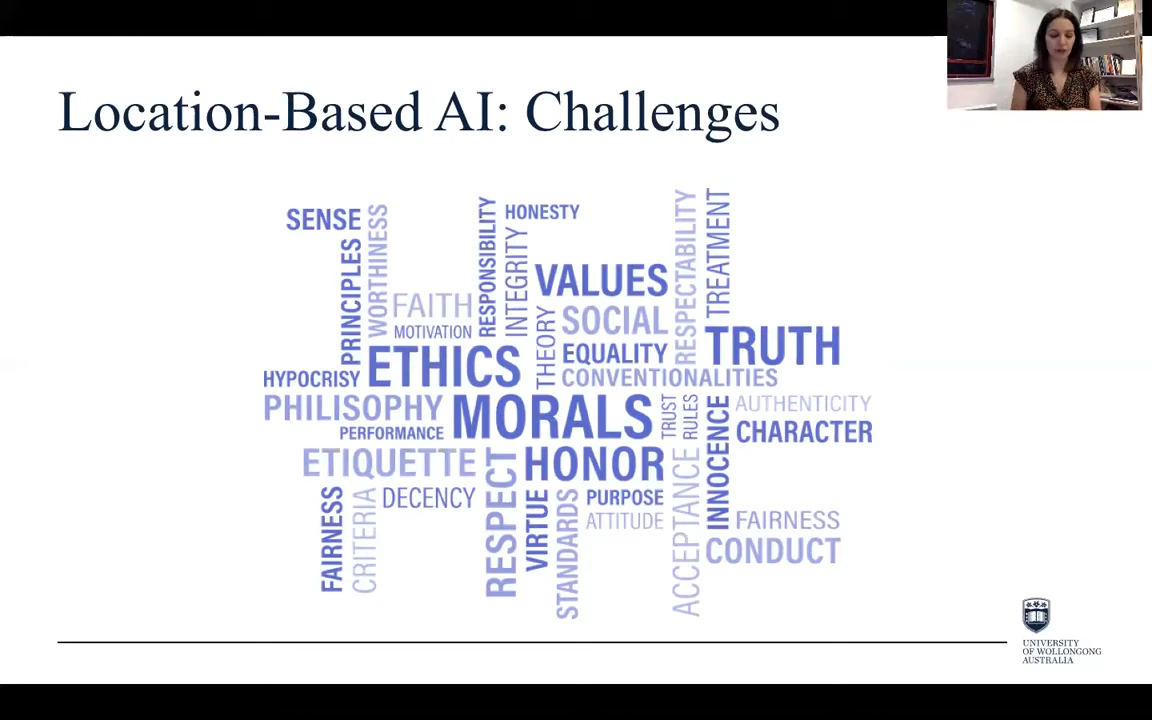 Location-Based AI: Challenges
SENSE
PRINCIPLES
WORTHINESS
FAITH
MOTIVATION
RESPONSIBILITY
HONESTY
INTEGRITY
VALUES
THEORY
SOCIAL
EQUALITY
CONVENTIONALITIES
RESPECTABILITY
TREATMENT
TRUTH
HYPOCRISY
ETHICS
PHILISOPHY
MORALS
PERFORMANCE
TRUST
RULES
INNOCENCE
AUTHENTICITY
CHARACTER
ETIQUETTE
HONOR
FAIRNESS
CRITERIA
DECENCY
RESPECT
VIRTUE
STANDARDS
PURPOSE
ATTITUDE
ACCEPTANCE
FAIRNESS
CONDUCT
UNIVERSITY
OF WOLLONGONG
AUSTRALIA